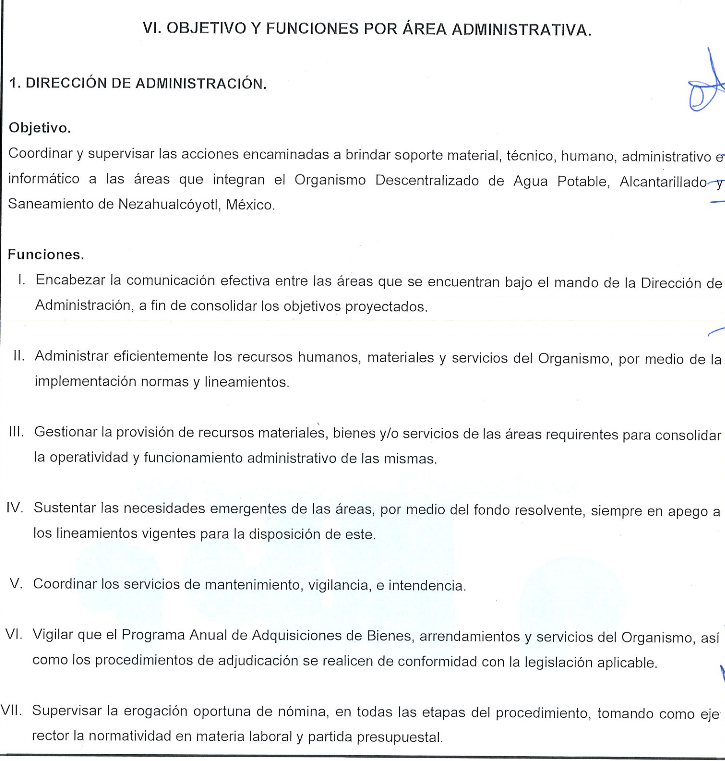 VI. OBJETIVO Y FUNCIONES POR ÁREA ADMINISTRATIVA.
1. DIRECCIÓN DE ADMINISTRACIÓN.
Objetivo.
Coordinar y supervisar las acciones encaminadas a brindar soporte material, técnico, humano, administrativo e
informático a las áreas que integran el Organismo Descentralizado de Agua Potable, Alcantarillado y
Saneamiento de Nezahualcóyotl, México.
Funciones.
I. Encabezar la comunicación efectiva entre las áreas que se encuentran bajo el mando de la Dirección de
Administración, a fin de consolidar los objetivos proyectados.
II. Administrar eficientemente los recursos humanos, materiales y servicios del Organismo, por medio de la
implementación normas y lineamientos.
III. Gestionar la provisión de recursos materiales, bienes y/o servicios de las áreas requirentes para consolidar
la operatividad y funcionamiento administrativo de las mismas.
IV. Sustentar las necesidades emergentes de las áreas, por medio del fondo resolvente, siempre en apego a
los lineamientos vigentes para la disposición de este.
V. Coordinar los servicios de mantenimiento, vigilancia, e intendencia.
VI. Vigilar que el Programa Anual de Adquisiciones de Bienes, arrendamientos y servicios del Organismo, así
como los procedimientos de adjudicación se realicen de conformidad con la legislación aplicable.
VII. Supervisar la erogación oportuna de nómina, en todas las etapas del procedimiento, tomando como eje
rector la normatividad en materia laboral y partida presupuestal.